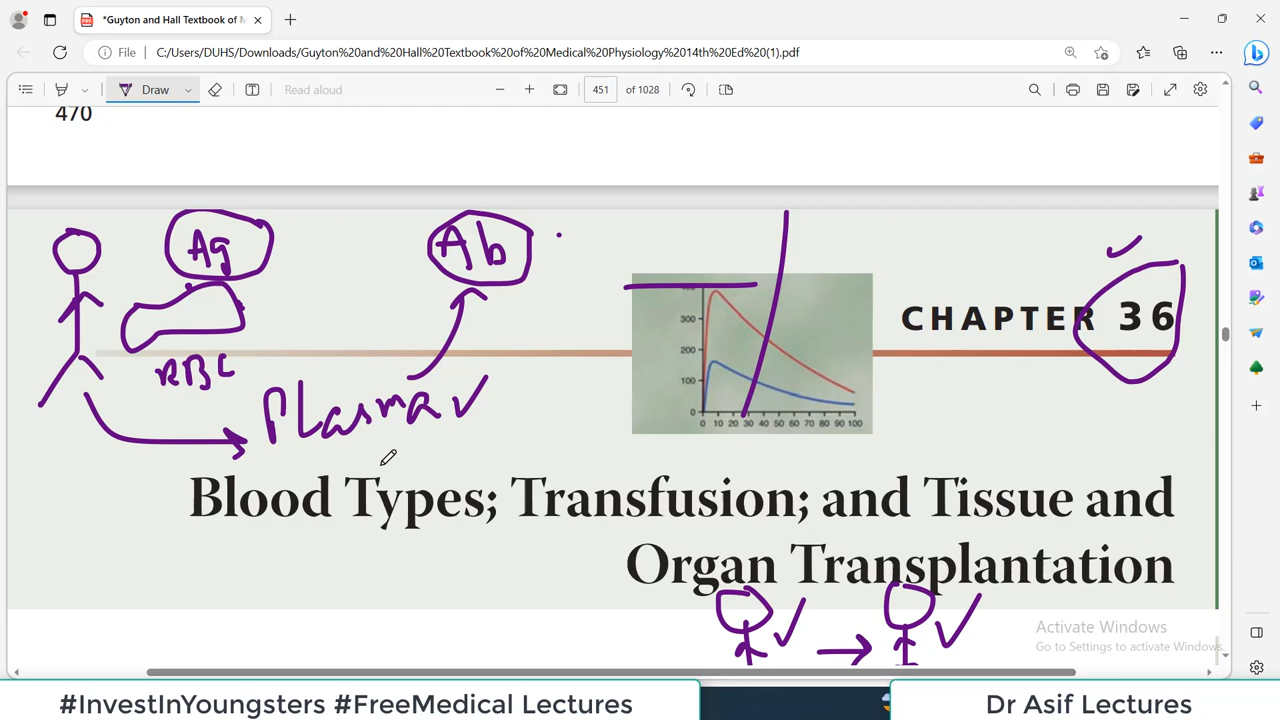 *Guyton and Hall Textbook of M
File
C:/Users/DUHS/Downloads/Guyton%20and%20Hall%20Textbook%20of%20Medical%20Physiology%2014th%20Ed%20(1).pdf
Draw
Read aloud
451 of 1028
470
Ag
Ab
RBC
Plasma
300
200
100
0
0 10 20 30 40 50 60 70 80 90 100
CHAPTER 36
Blood Types; Transfusion; and Tissue and
Organ Transplantation
Activate Windows
Go to Settings to activate Windows.
#InvestInYoungsters #FreeMedical Lectures
Dr Asif Lectures